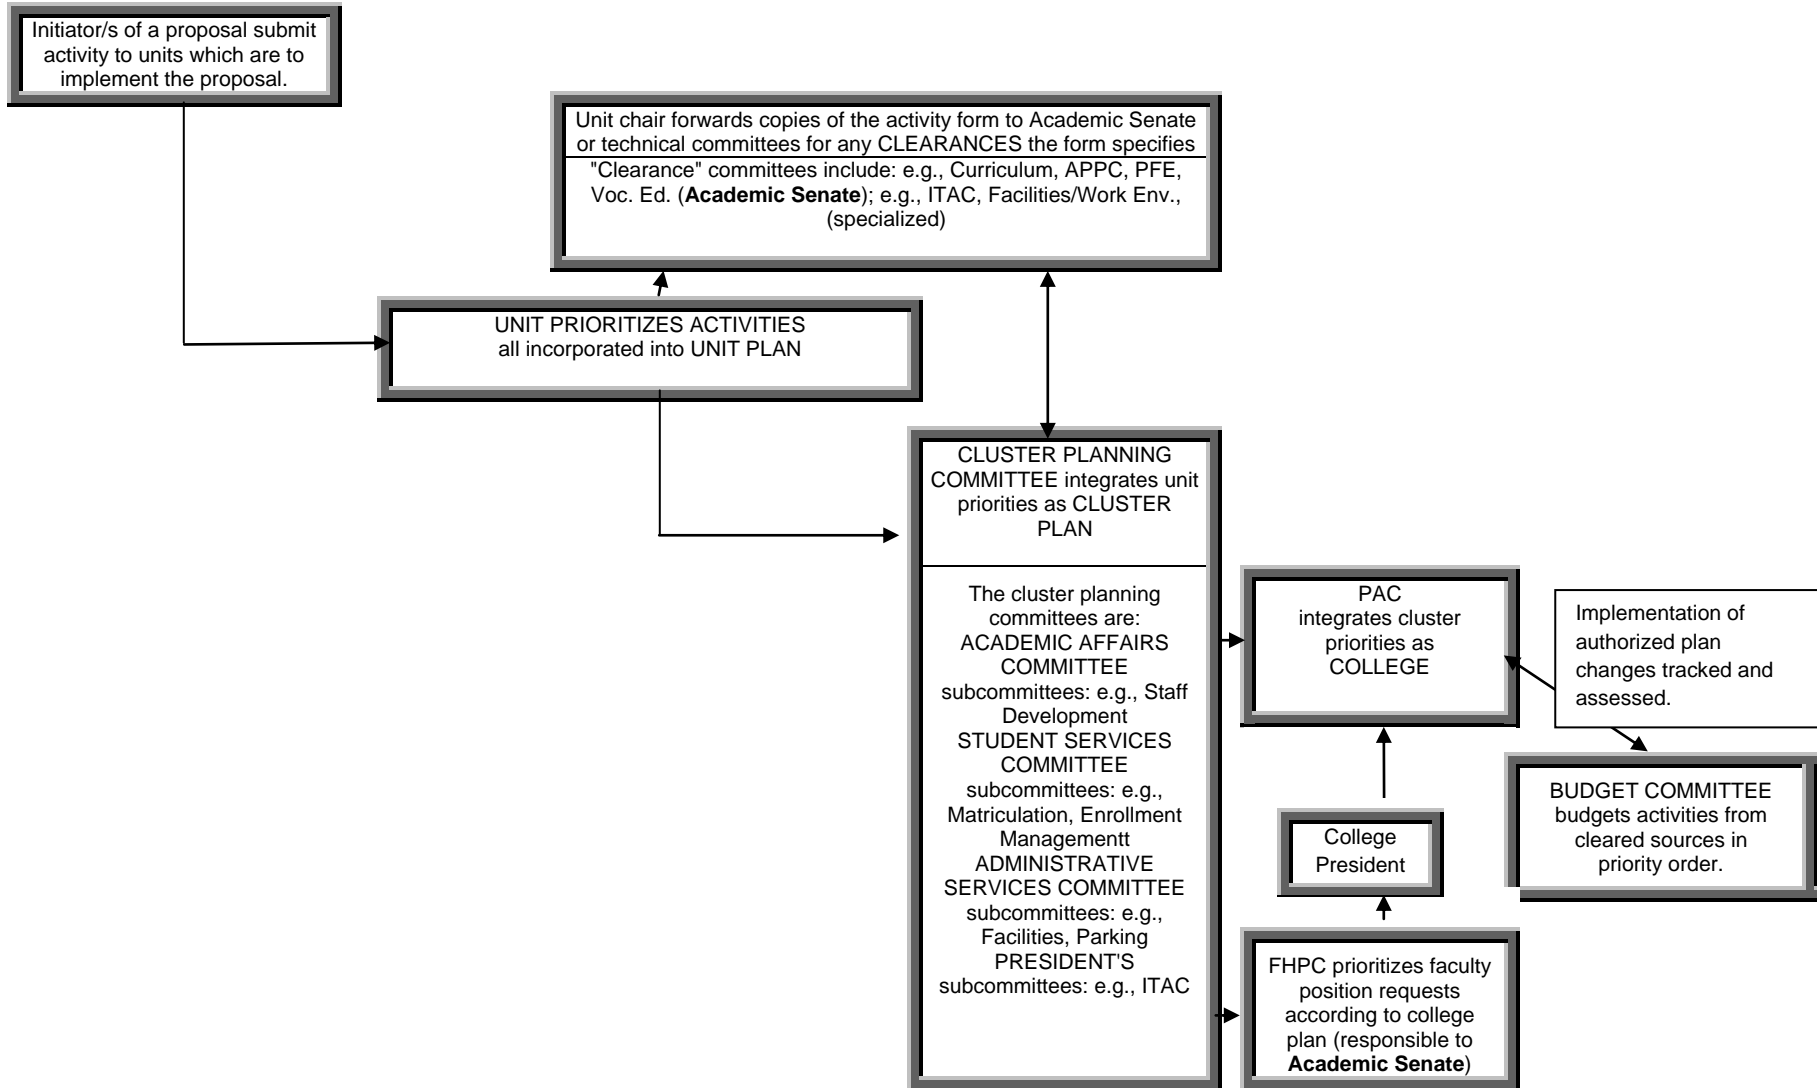 Initiator/s of a proposal submit
activity to units which are to
implement the proposal.
Unit chair forwards copies of the activity form to Academic Senate
or technical committees for any CLEARANCES the form specifies
"Clearance" committees include: e.g., Curriculum, APPC, PFE,
Voc. Ed. (Academic Senate); e.g., ITAC, Facilities/Work Env.,
(specialized)
UNIT PRIORITIZES ACTIVITIES
all incorporated into UNIT PLAN
CLUSTER PLANNING
COMMITTEE integrates unit
priorities as CLUSTER
PLAN
The cluster planning
committees are:
ACADEMIC AFFAIRS
COMMITTEE
subcommittees: e.g., Staff
Development
STUDENT SERVICES
COMMITTEE
subcommittees: e.g.,
Matriculation, Enrollment
Managementt
ADMINISTRATIVE
SERVICES COMMITTEE
subcommittees: e.g.,
Facilities, Parking
PRESIDENT'S
subcommittees: e.g., ITAC
PAC
integrates cluster
priorities as
COLLEGE
Implementation of
authorized plan
changes tracked and
assessed.
BUDGET COMMITTEE
budgets activities from
cleared sources in
priority order.
College
President
FHPC prioritizes faculty
position requests
according to college
plan (responsible to
Academic Senate)